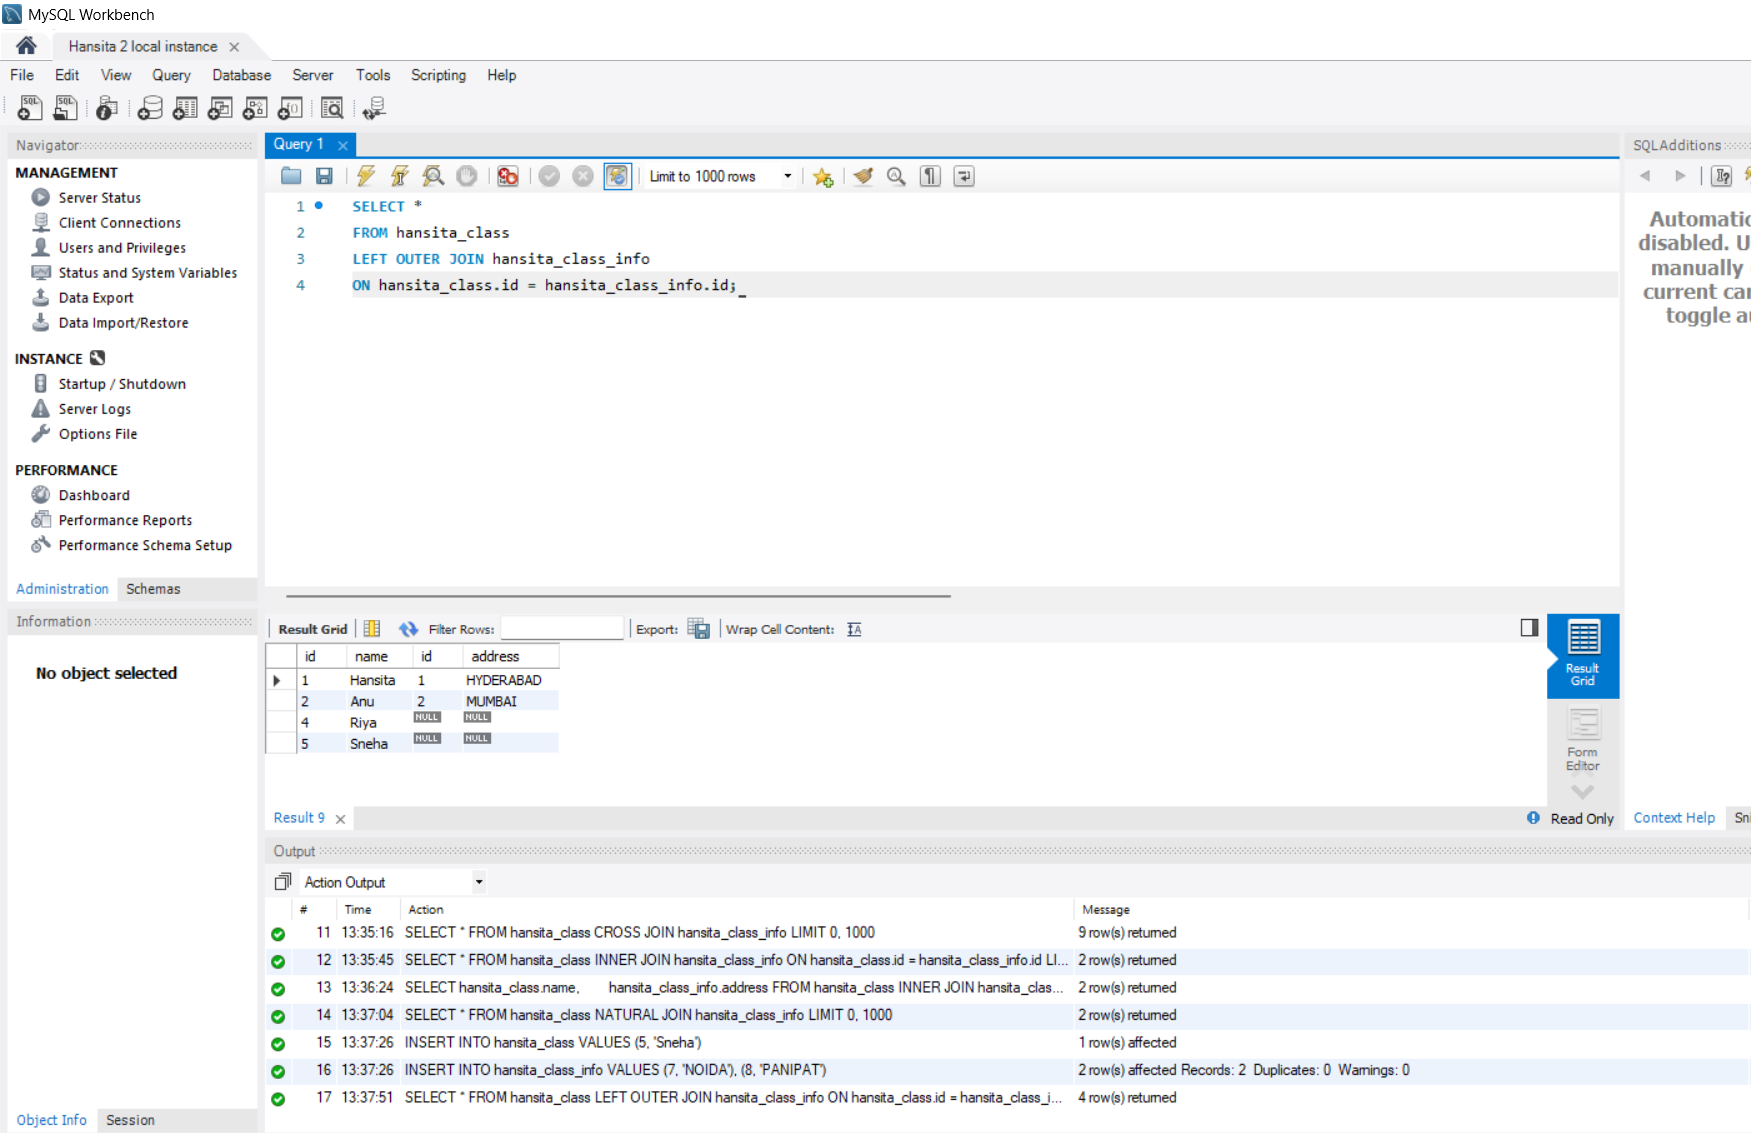 MySQL Workbench
Hansita 2 local instance
File Edit View Query Database Server Tools Scripting Help
Navigator
MANAGEMENT
Server Status
Client Connections
Users and Privileges
Status and System Variables
Data Export
Data Import/Restore
INSTANCE
Startup / Shutdown
Server Logs
Options File
PERFORMANCE
Dashboard
Performance Reports
Performance Schema Setup
Administration Schemas
Information
No object selected
Object Info Session
Query 1
Limit to 1000 rows
1 SELECT *
2 FROM hansita_class
3 LEFT OUTER JOIN hansita_class_info
4 ON hansita_class.id = hansita_class_info.id;
Result Grid Filter Rows: Export: Wrap Cell Content:
id name id address
1 Hansita 1 HYDERABAD
2 Anu 2 MUMBAI
4 Riya NULL NULL
5 Sneha NULL NULL
Result
Grid
Form
Editor
Result 9
Read Only
SQLAdditions
Automatic
disabled. U
manually
current car
toggle au
Context Help Sni
Output
Action Output
# Time Action Message
11 13:35:16 SELECT * FROM hansita_class CROSS JOIN hansita_class_info LIMIT 0, 1000 9 row(s) returned
12 13:35:45 SELECT * FROM hansita_class INNER JOIN hansita_class_info ON hansita_class.id = hansita_class_info.id LI... 2 row(s) returned
13 13:36:24 SELECT hansita_class.name, hansita_class_info.address FROM hansita_class INNER JOIN hansita_clas... 2 row(s) returned
14 13:37:04 SELECT * FROM hansita_class NATURAL JOIN hansita_class_info LIMIT 0, 1000 2 row(s) returned
15 13:37:26 INSERT INTO hansita_class VALUES (5, 'Sneha') 1 row(s) affected
16 13:37:26 INSERT INTO hansita_class_info VALUES (7, 'NOIDA'), (8, 'PANIPAT') 2 row(s) affected Records: 2 Duplicates: 0 Warnings: 0
17 13:37:51 SELECT * FROM hansita_class LEFT OUTER JOIN hansita_class_info ON hansita_class.id = hansita_class_i... 4 row(s) returned